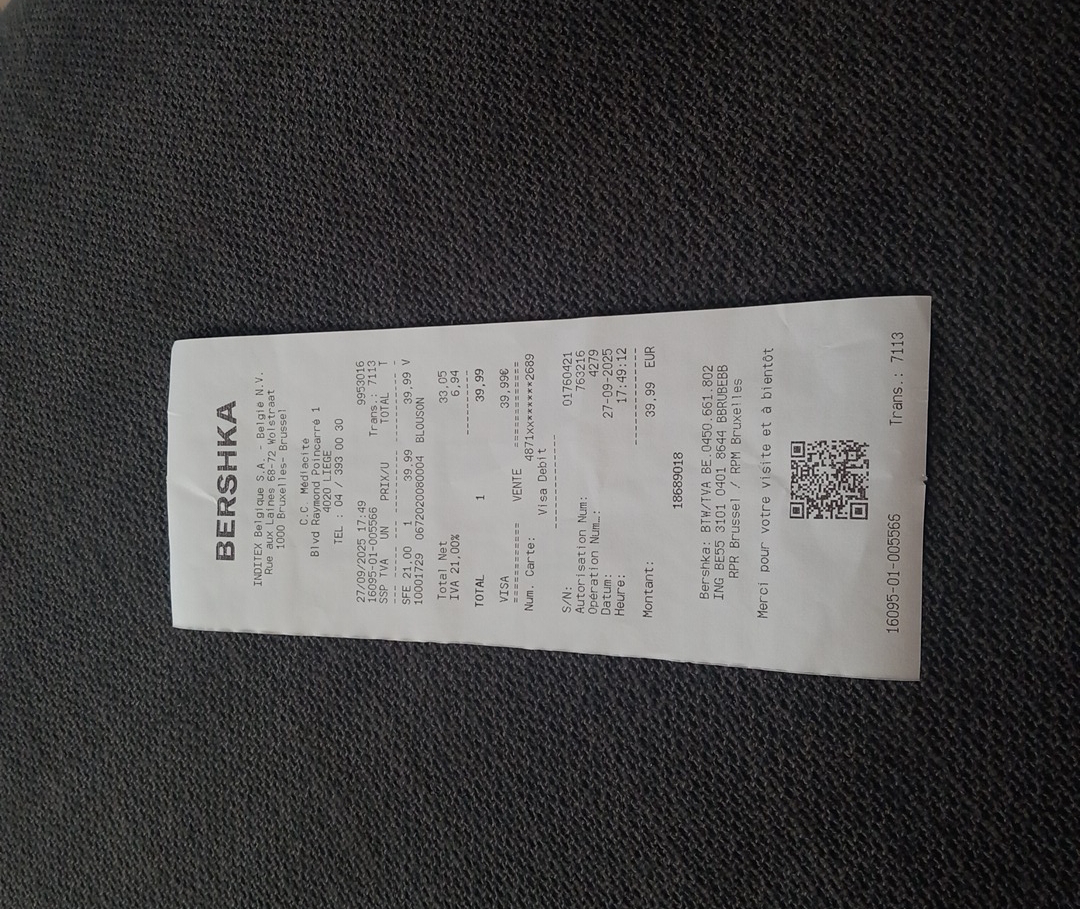 BERSHKA
INDITEX Belgique S.A. - Belgie N.V.
Rue aux Laines 68-72 Wolstraat
1000 Bruxelles- Brussel
C.C. Médiacité
Blvd Raymond Poincarré 1
4020 LIEGE
TEL : 04 / 393 00 30
27/09/2025 17:49 9953016
16095-01-005566 Trans.: 7113
SSP TVA UN PRIX/U TOTAL T
SFE 21,00 1 39,99 39,99 V
10001729 06720200800004 BLOUSON
Total Net 33,05
IVA 21,00% 6,94
TOTAL 1 39,99
VISA 39,99€
=========== VENTE ===========
Num. Carte: 4871xxxxxxxxx2689
Visa Debit
S/N: 01760421
Autorisation Num: 763216
Opération Num.: 4279
Datum: 27-09-2025
Heure: 17:49:12
Montant: 39.99 EUR
18689018
Bershka: BTW/TVA BE.0450.661.802
ING BE55 3101 0401 8644 BBRUBEBB
RPR Brussel / RPM Bruxelles
Merci pour votre visite et à bientôt
16095-01-005566 Trans.: 7113